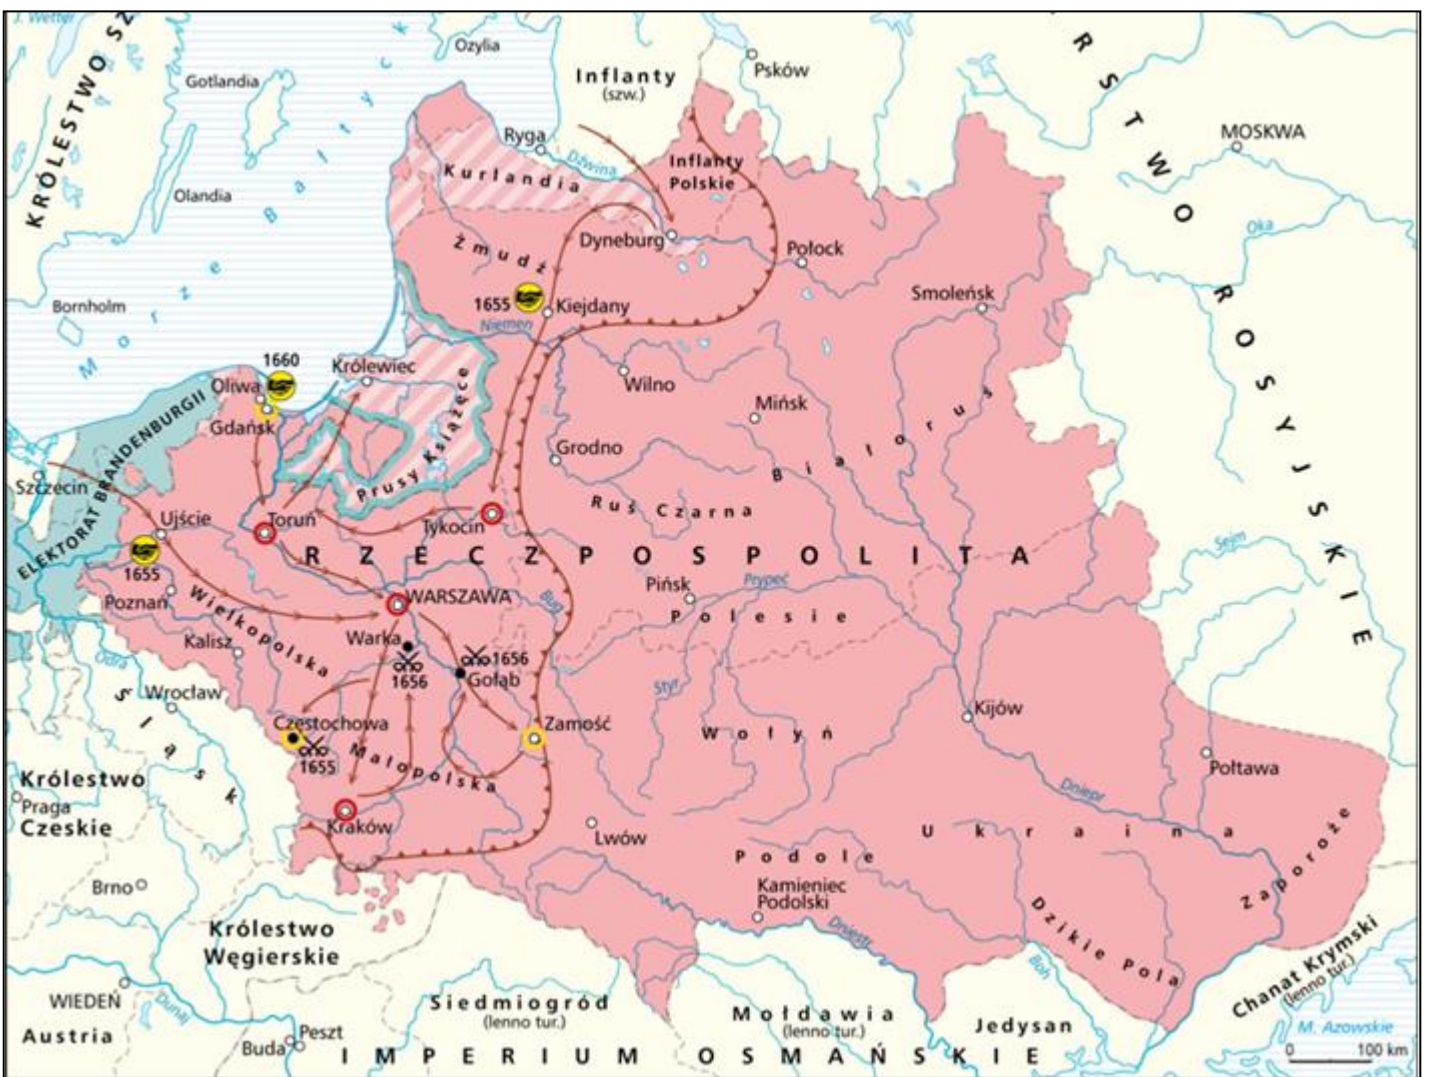 J. Wetter
KRÓLESTWO SZ
Ozylia
Gotlandia
Inflanty
(szw.)
Psków
RSTWO ROSYJSKIE
MOSKWA
Ryga
Dźwina
Inflanty
Polskie
Kurlandia
Olandia
Morze Bałtyck
Żmudź
Dyneburg
Połock
Oka
Bornholm
1655
Kiejdany
Niemen
Smoleńsk
1660
Oliwa
Królewiec
Wilno
Mińsk
Gdańsk
ELEKTORAT BRANDENBURGII
Prusy Książęce
Grodno
Białoruś
Szczecin
Ujście
Toruń
Tykocin
Ruś Czarna
Sejm
RZECZPOSPOLITA
1655
Poznań
WARSZAWA
Bug
Pińsk
Prypeć
Polesie
Wielkopolska
Kalisz
Warka
1656
1656
Gołąb
Odra
Wrocław
Śląsk
Styr
Częstochowa
1655
Zamość
Kijów
Wołyń
Małopolska
Królestwo
Czeskie
Praga
Połtawa
Dniepr
Kraków
Lwów
Ukraina
Zaporoże
Podole
Brno
Kamieniec
Podolski
Dniestr
Dzikie Pola
Królestwo
Węgierskie
Boh
Chanat Krymski
(lenno tur.)
WIEDEŃ
Dunaj
Siedmiogród
(lenno tur.)
Mołdawia
(lenno tur.)
Jedysan
M. Azowskie
Austria
Peszt
Buda
IMPERIUM OSMAŃSKIE
0 100 km